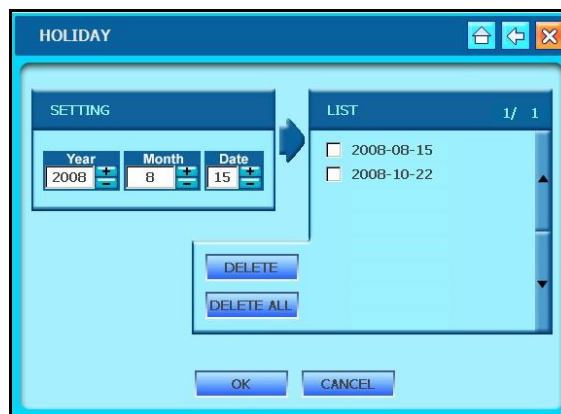 HOLIDAY
SETTING
Year Month Date
2008 + - 8 + - 15 + -
LIST 1/ 1
2008-08-15
2008-10-22
DELETE
DELETE ALL
OK CANCEL